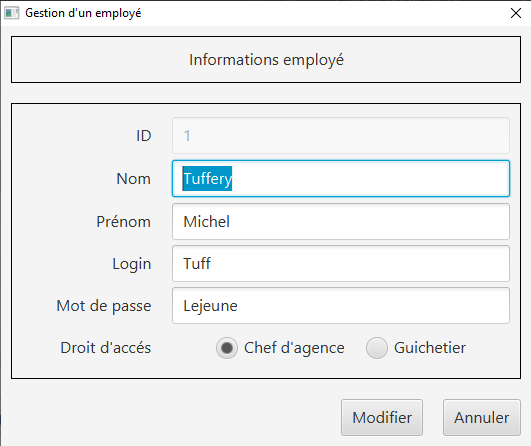 Gestion d'un employé
Informations employé
ID 1
Nom Tuffery
Prénom Michel
Login Tuff
Mot de passe Lejeune
Droit d'accés Chef d'agence Guichetier
Modifier Annuler